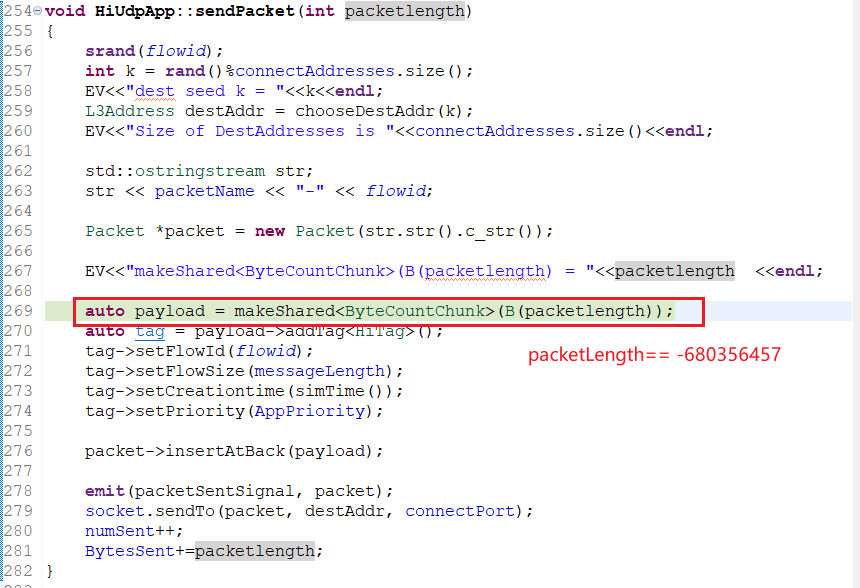 254 void HiUdpApp::sendPacket(int packetlength)
255 {
256     srand(flowid);
257     int k = rand()%connectAddresses.size();
258     EV<<"dest seed k = "<<k<<endl;
259     L3Address destAddr = chooseDestAddr(k);
260     EV<<"Size of DestAddresses is "<<connectAddresses.size()<<endl;
261
262     std::ostringstream str;
263     str << packetName << "-" << flowid;
264
265     Packet *packet = new Packet(str.str().c_str());
266
267     EV<<"makeShared<ByteCountChunk>(B(packetlength) = "<<packetlength  <<endl;
268
269     auto payload = makeShared<ByteCountChunk>(B(packetlength));
270     auto tag = payload->addTag<HiTag>();
271     tag->setFlowId(flowid);
packetLength== -680356457
272     tag->setFlowSize(messageLength);
273     tag->setCreationtime(simTime());
274     tag->setPriority(AppPriority);
275
276     packet->insertAtBack(payload);
277
278     emit(packetSentSignal, packet);
279     socket.sendTo(packet, destAddr, connectPort);
280     numSent++;
281     BytesSent+=packetlength;
282 }